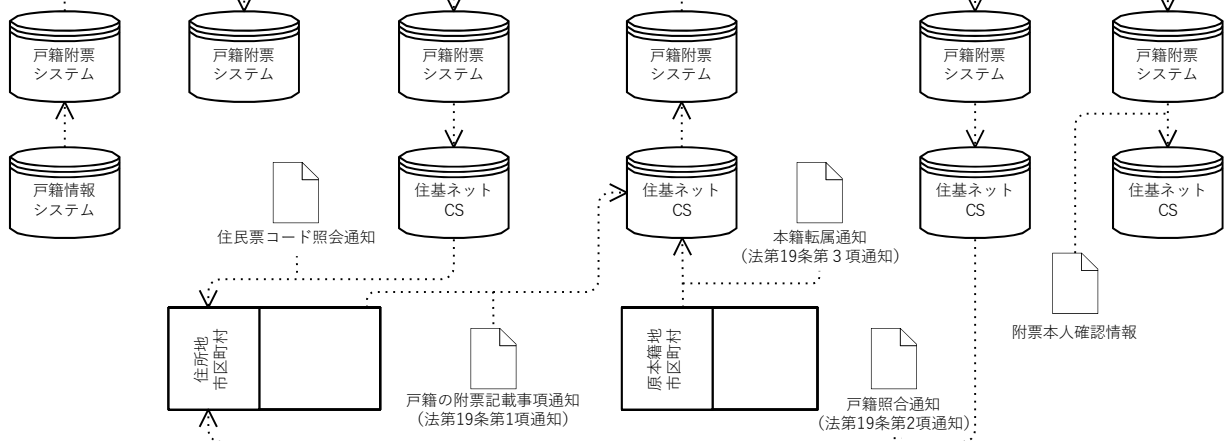 戸籍附票
システム
戸籍附票
システム
戸籍附票
システム
戸籍附票
システム
戸籍附票
システム
戸籍附票
システム
戸籍情報
システム
住民票コード照会通知
住基ネット
CS
住基ネット
CS
本籍転属通知
（法第19条第３項通知）
住基ネット
CS
住基ネット
CS
附票本人確認情報
住所地
市区町村
戸籍の附票記載事項通知
（法第19条第1項通知）
原本籍地
市区町村
戸籍照合通知
（法第19条第2項通知）